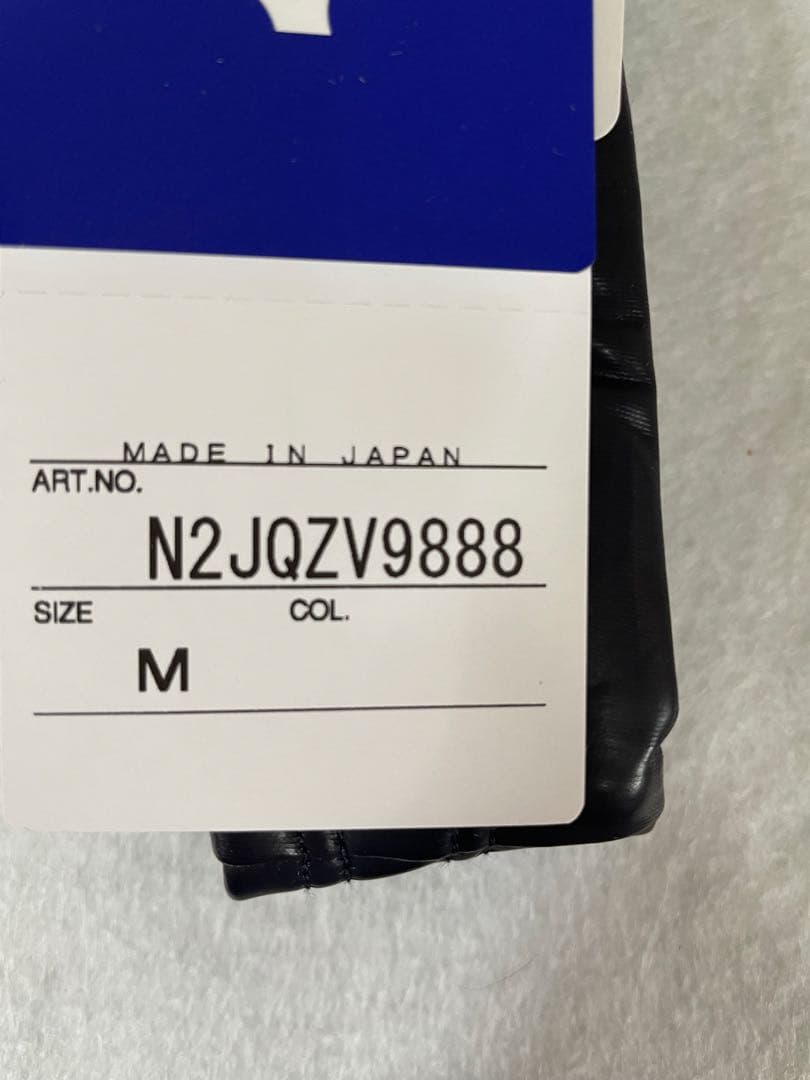 MADE IN JAPAN
ART.NO.
N2JQZV9888
SIZE COL.
M